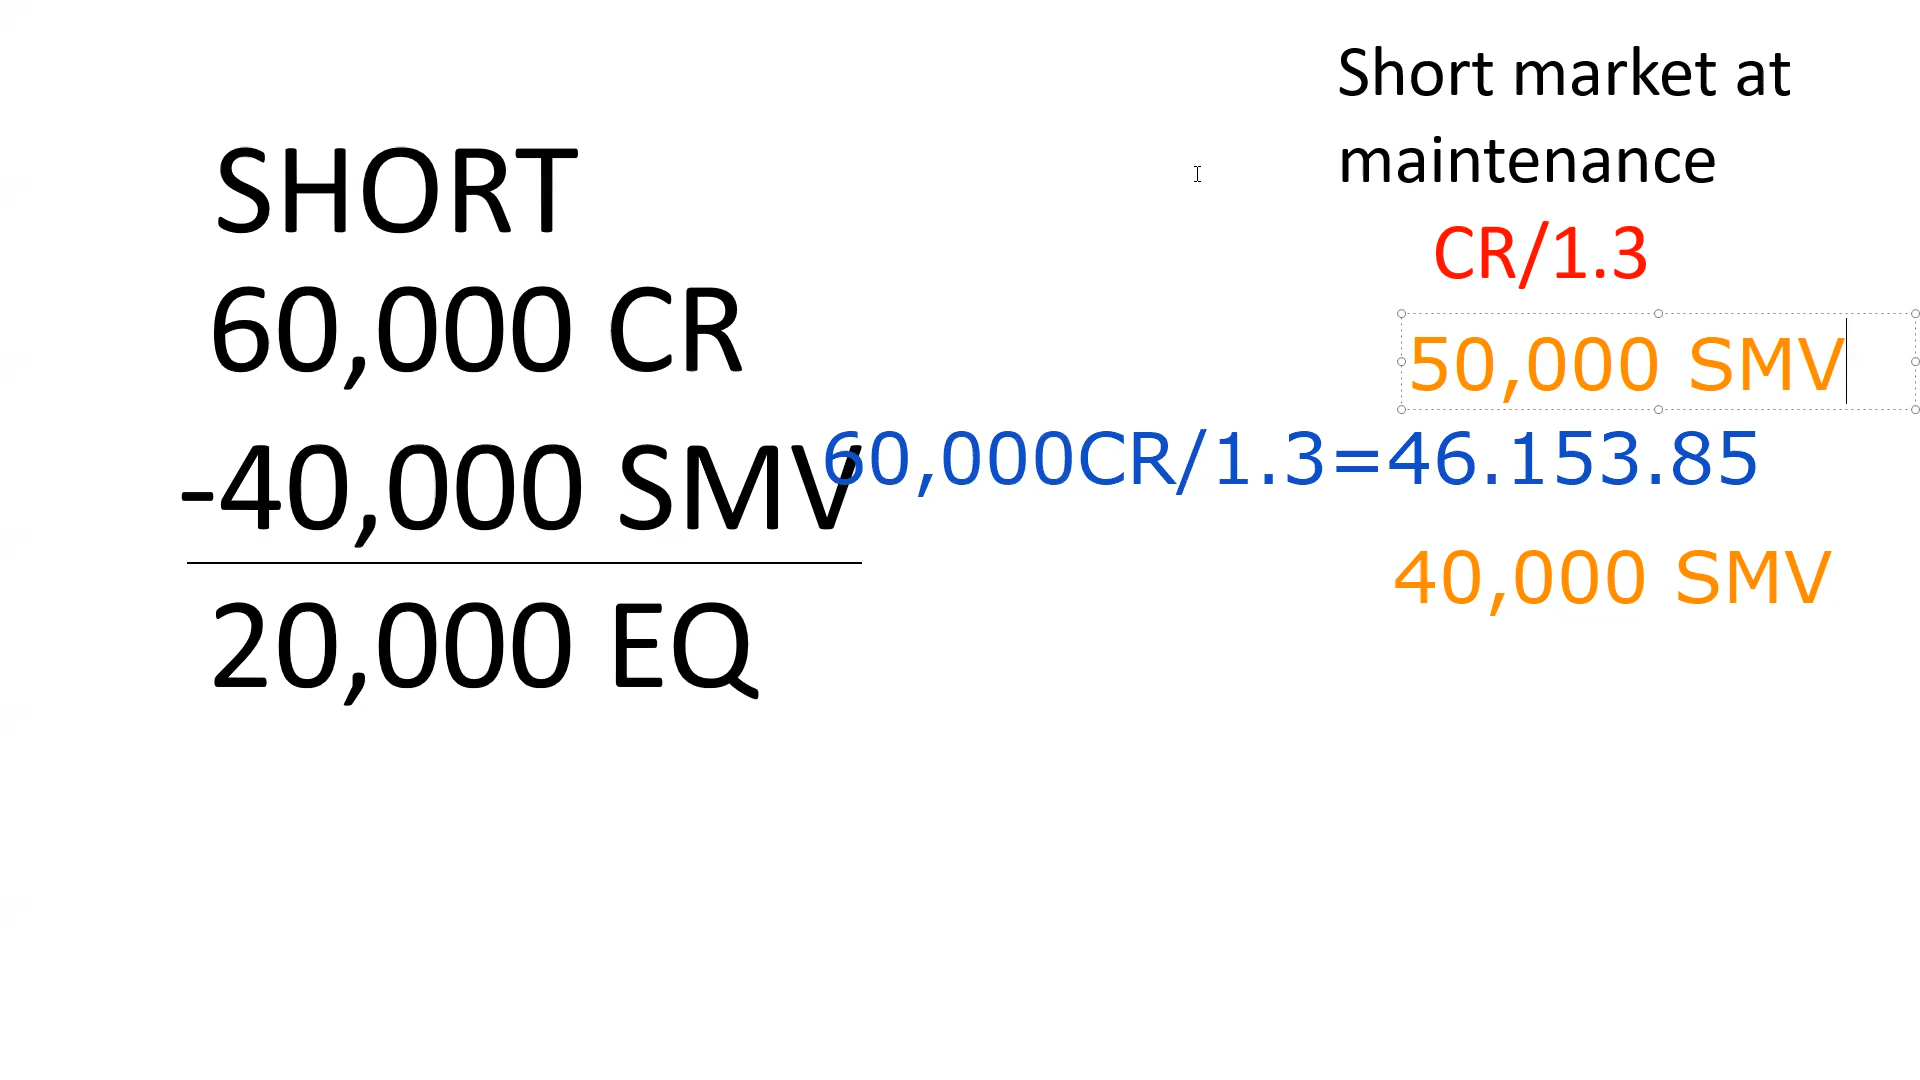 SHORT
60,000 CR
-40,000 SMV
20,000 EQ
Short market at
maintenance
CR/1.3
50,000 SMV
60,000CR/1.3=46.153.85
40,000 SMV